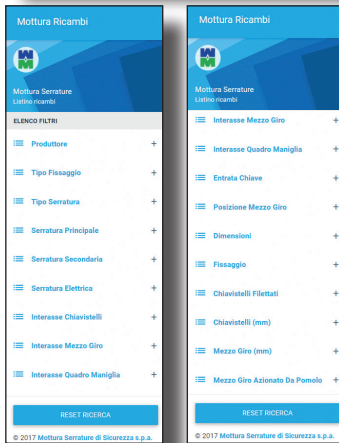 Mottura Ricambi
Mottura Serrature
Listino ricambi
ELENCO FILTRI
Produttore +
Tipo Fissaggio +
Tipo Serratura +
Serratura Principale +
Serratura Secondaria +
Serratura Elettrica +
Interasse Chiavistelli +
Interasse Mezzo Giro +
Interasse Quadro Maniglia +
RESET RICERCA
© 2017 Mottura Serrature di Sicurezza s.p.a.
Mottura Ricambi
Mottura Serrature
Listino ricambi
Interasse Mezzo Giro +
Interasse Quadro Maniglia +
Entrata Chiave +
Posizione Mezzo Giro +
Dimensioni +
Fissaggio +
Chiavistelli Filettati +
Chiavistelli (mm) +
Mezzo Giro (mm) +
Mezzo Giro Azionato Da Pomolo +
RESET RICERCA
© 2017 Mottura Serrature di Sicurezza s.p.a.